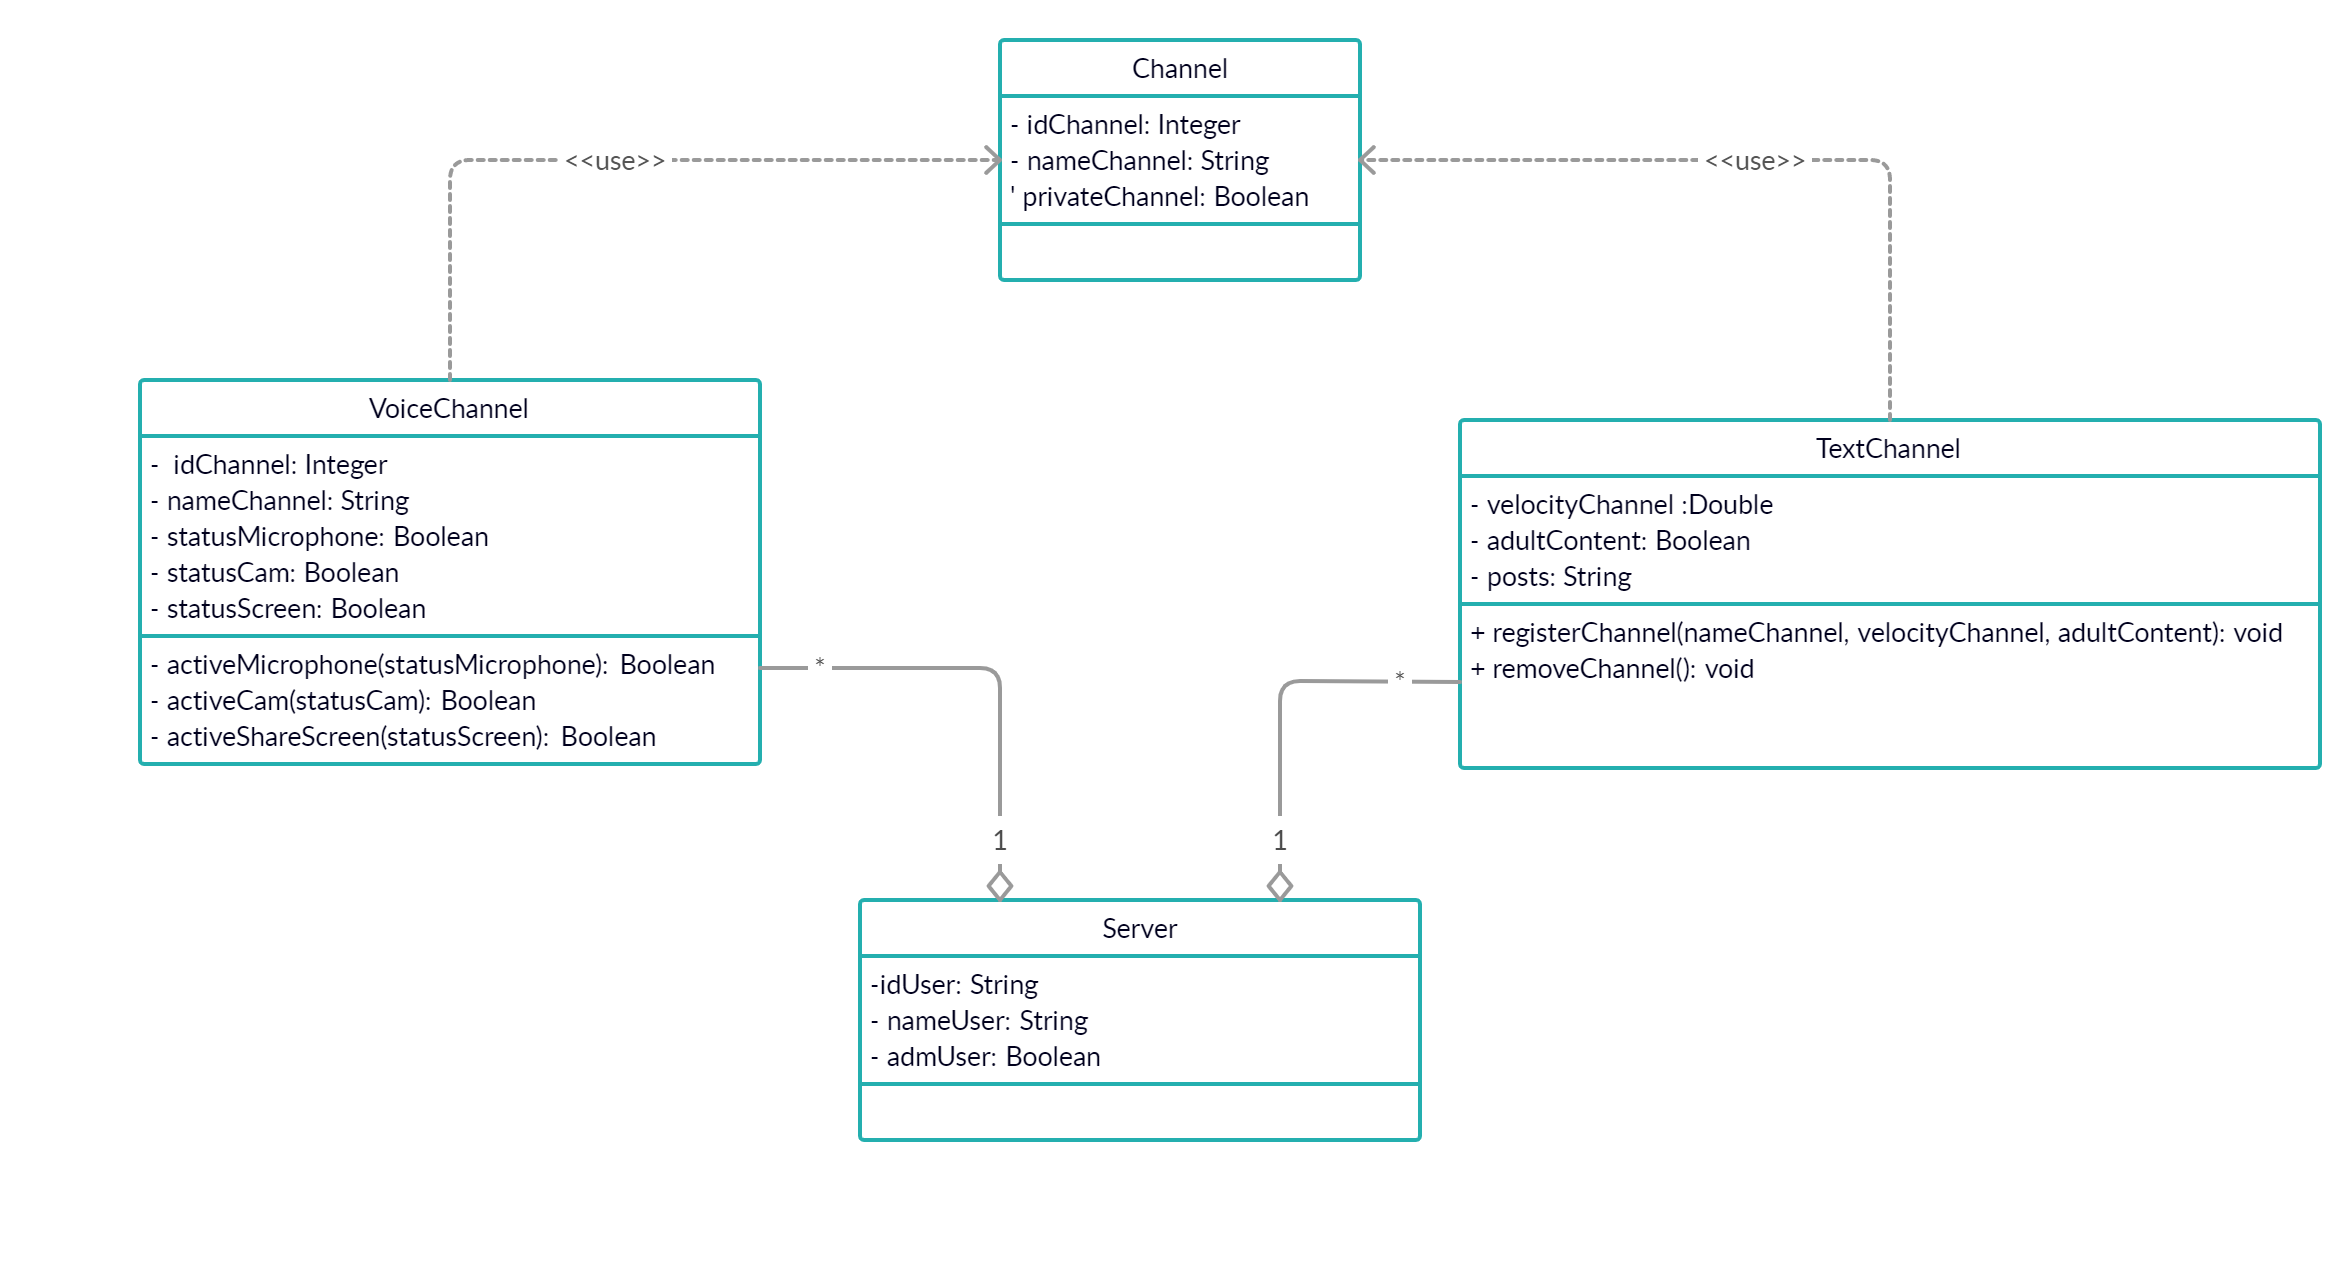 Channel
- idChannel: Integer
- nameChannel: String
' privateChannel: Boolean
<<use>>
<<use>>
VoiceChannel
- idChannel: Integer
- nameChannel: String
- statusMicrophone: Boolean
- statusCam: Boolean
- statusScreen: Boolean
- activeMicrophone(statusMicrophone): Boolean
- activeCam(statusCam): Boolean
- activeShareScreen(statusScreen): Boolean
TextChannel
- velocityChannel :Double
- adultContent: Boolean
- posts: String
+ registerChannel(nameChannel, velocityChannel, adultContent): void
+ removeChannel(): void
*
*
1
1
Server
-idUser: String
- nameUser: String
- admUser: Boolean